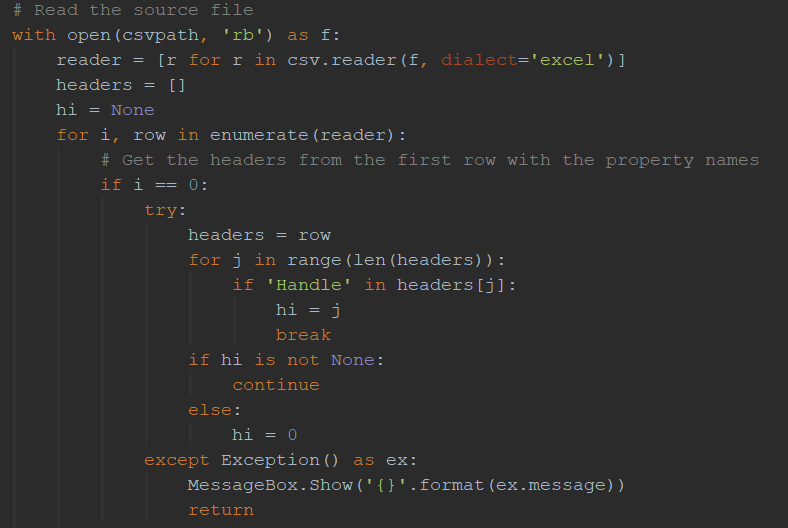 # Read the source file
with open(csvpath, 'rb') as f:
    reader = [r for r in csv.reader(f, dialect='excel')]
    headers = []
    hi = None
    for i, row in enumerate(reader):
        # Get the headers from the first row with the property names
        if i == 0:
            try:
                headers = row
                for j in range(len(headers)):
                    if 'Handle' in headers[j]:
                        hi = j
                        break
                if hi is not None:
                    continue
                else:
                    hi = 0
            except Exception() as ex:
                MessageBox.Show('{}'.format(ex.message))
                return